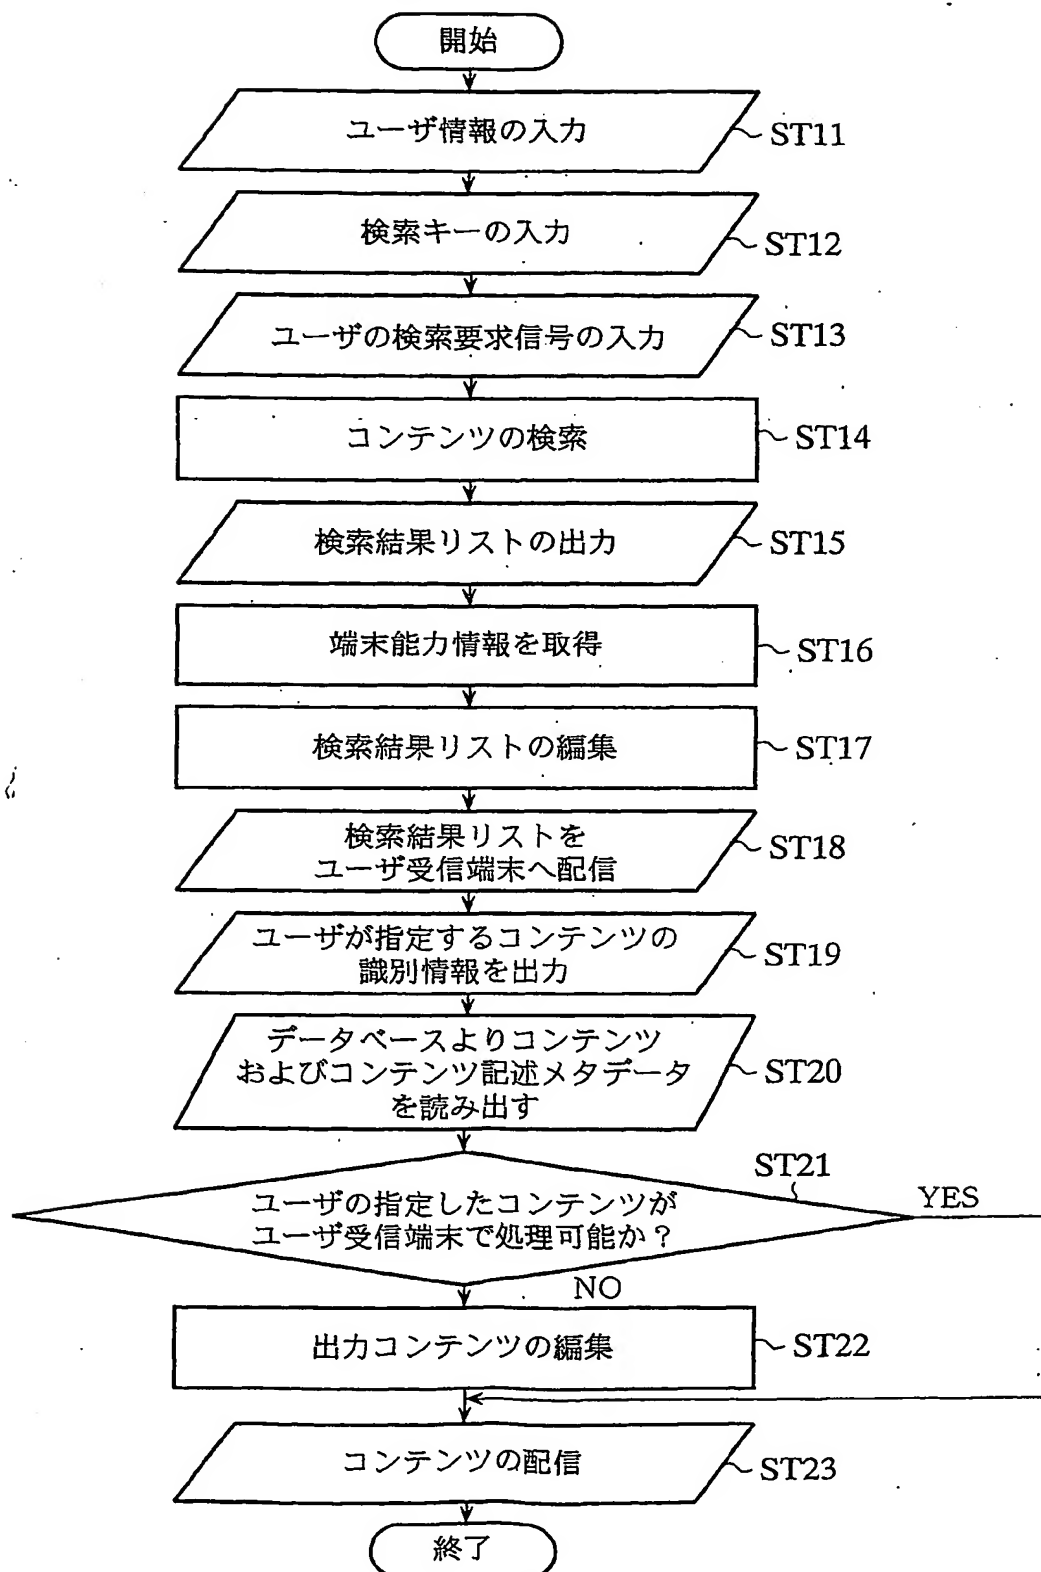 開始
ユーザ情報の入力
ST11
検索キーの入力
ST12
ユーザの検索要求信号の入力
ST13
コンテンツの検索
ST14
検索結果リストの出力
ST15
端末能力情報を取得
ST16
検索結果リストの編集
ST17
検索結果リストを
ユーザ受信端末へ配信
ST18
ユーザが指定するコンテンツの
識別情報を出力
ST19
データベースよりコンテンツ
およびコンテンツ記述メタデータ
を読み出す
ST20
ST21
ユーザの指定したコンテンツが
ユーザ受信端末で処理可能か?
YES
NO
出力コンテンツの編集
ST22
コンテンツの配信
ST23
終了